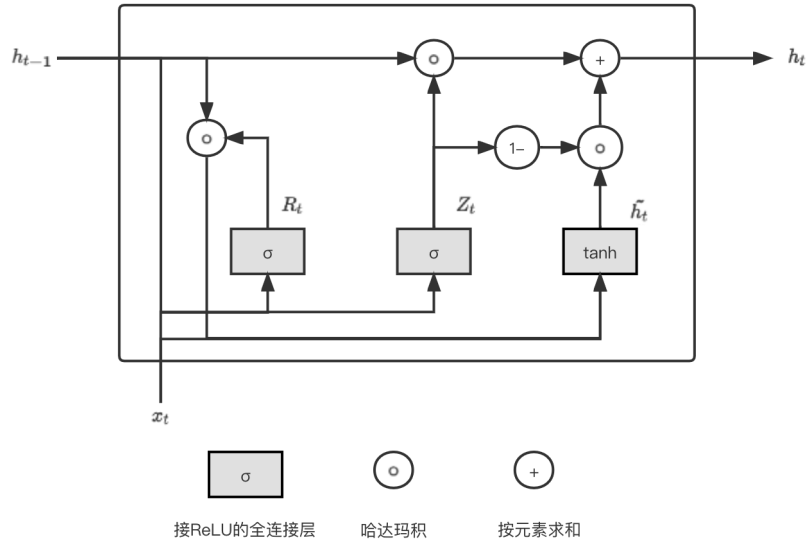 h_{t-1}
∘
+
h_t
∘
1-
∘
R_t
Z_t
\tilde{h}_t
σ
σ
tanh
x_t
σ
∘
+
接ReLU的全连接层
哈达玛积
按元素求和